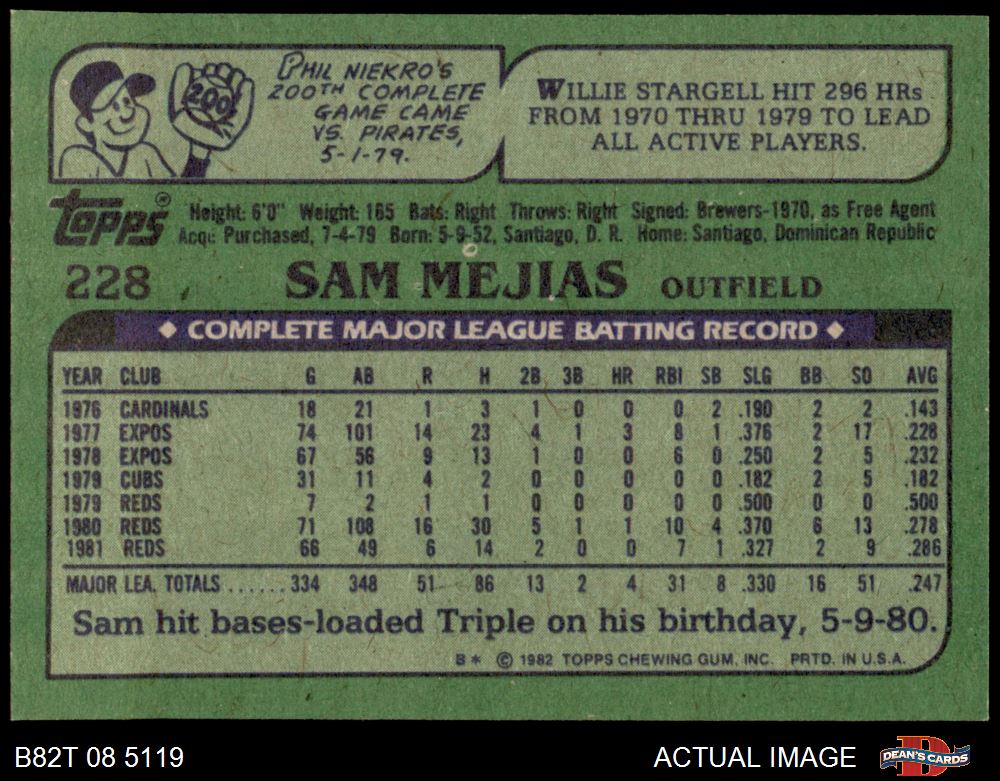 PHIL NIEKRO'S
200TH COMPLETE
GAME CAME
VS. PIRATES,
5-1-79.
200
WILLIE STARGELL HIT 296 HRs
FROM 1970 THRU 1979 TO LEAD
ALL ACTIVE PLAYERS.
topps®
Height: 6'0" Weight: 165 Bats: Right Throws: Right Signed: Brewers-1970, as Free Agent
Acq: Purchased, 7-4-79 Born: 5-9-52, Santiago, D. R. Home: Santiago, Dominican Republic
228 SAM MEJIAS OUTFIELD
◆ COMPLETE MAJOR LEAGUE BATTING RECORD ◆
YEAR CLUB G AB R H 2B 3B HR RBI SB SLG BB SO AVG
1976 CARDINALS 18 21 1 3 1 0 0 0 2 .190 2 2 .143
1977 EXPOS 74 101 14 23 4 1 3 8 1 .376 2 17 .228
1978 EXPOS 67 56 9 13 1 0 0 6 0 .250 2 5 .232
1979 CUBS 31 11 4 2 0 0 0 0 0 .182 2 5 .182
1979 REDS 7 2 1 1 0 0 0 0 0 .500 0 0 .500
1980 REDS 71 108 16 30 5 1 1 10 4 .370 6 13 .278
1981 REDS 66 49 6 14 2 0 0 7 1 .327 2 9 .286
MAJOR LEA. TOTALS ...... 334 348 51 86 13 2 4 31 8 .330 16 51 .247
Sam hit bases-loaded Triple on his birthday, 5-9-80.
B* © 1982 TOPPS CHEWING GUM, INC. PRTD. IN U.S.A.
B82T 08 5119
ACTUAL IMAGE
DEAN'S CARDS